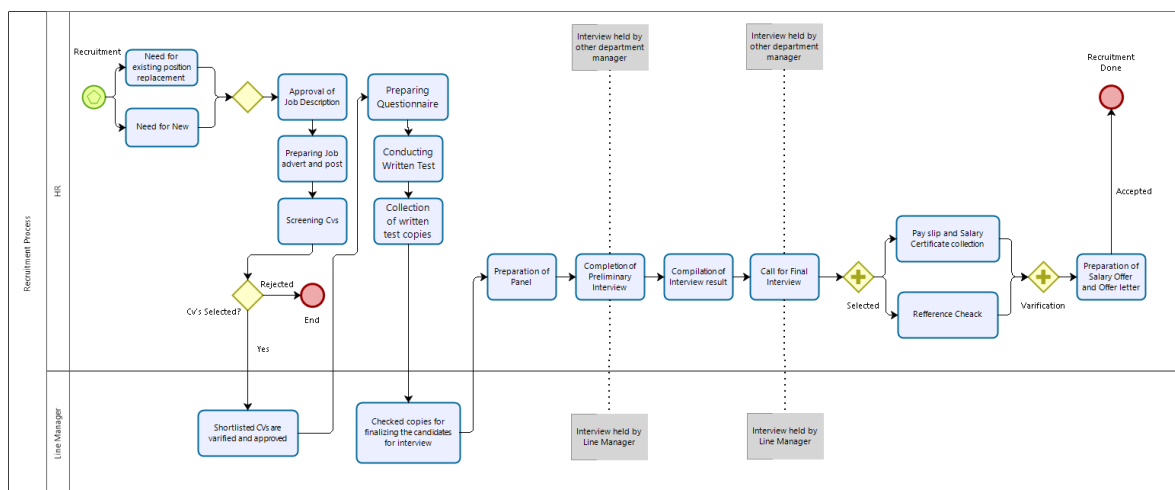 Recruitment Process
HR
Line Manager
Recruitment
Need for
existing position
replacement
Need for New
Approval of
Job Description
Preparing Job
advert and post
Screening Cvs
Cv's Selected?
Rejected
End
Yes
Shortlisted CVs are
varified and approved
Preparing
Questionnaire
Conducting
Written Test
Collection
of written
test copies
Checked copies for
finalizing the candidates
for interview
Preparation of
Panel
Interview held by
other department
manager
Completion of
Preliminary
Interview
Interview held by
Line Manager
Compilation of
Interview result
Interview held by
other department
manager
Call for Final
Interview
Interview held by
Line Manager
Selected
Pay slip and Salary
Certificate collection
Refference Cheack
Varification
Preparation of
Salary Offer
and Offer letter
Accepted
Recruitment
Done